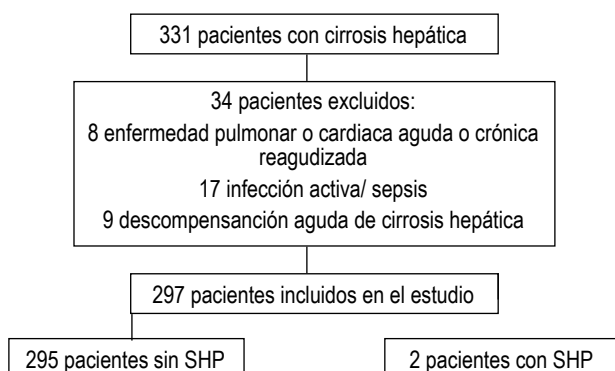 331 pacientes con cirrosis hepática
34 pacientes excluidos:
8 enfermedad pulmonar o cardiaca aguda o crónica
reagudizada
17 infección activa/ sepsis
9 descompensanción aguda de cirrosis hepática
297 pacientes incluidos en el estudio
295 pacientes sin SHP
2 pacientes con SHP